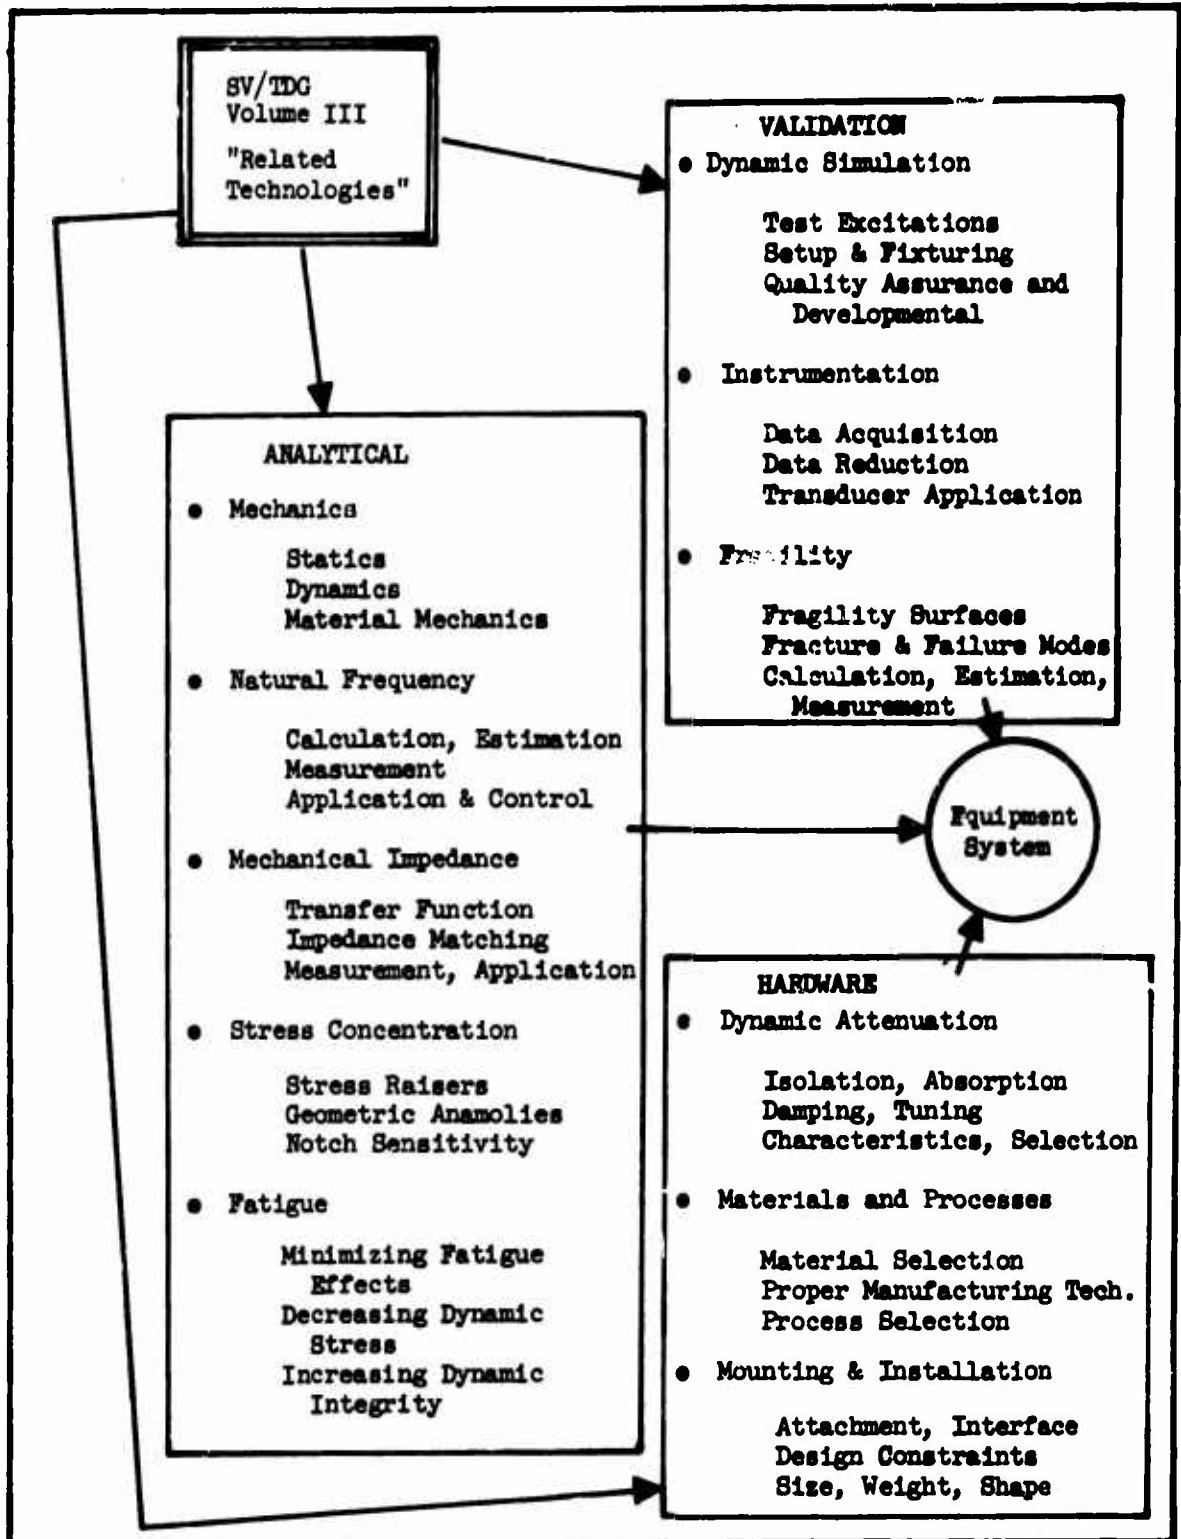 SV/TDG
Volume III
"Related
Technologies"
VALIDATION
• Dynamic Simulation
Test Excitations
Setup & Fixturing
Quality Assurance and
Developmental
• Instrumentation
Data Acquisition
Data Reduction
Transducer Application
• Fragility
Fragility Surfaces
Fracture & Failure Modes
Calculation, Estimation,
Measurement
ANALYTICAL
• Mechanics
Statics
Dynamics
Material Mechanics
• Natural Frequency
Calculation, Estimation
Measurement
Application & Control
• Mechanical Impedance
Transfer Function
Impedance Matching
Measurement, Application
• Stress Concentration
Stress Raisers
Geometric Anamolies
Notch Sensitivity
• Fatigue
Minimizing Fatigue
Effects
Decreasing Dynamic
Stress
Increasing Dynamic
Integrity
Equipment
System
HARDWARE
• Dynamic Attenuation
Isolation, Absorption
Damping, Tuning
Characteristics, Selection
• Materials and Processes
Material Selection
Proper Manufacturing Tech.
Process Selection
• Mounting & Installation
Attachment, Interface
Design Constraints
Size, Weight, Shape